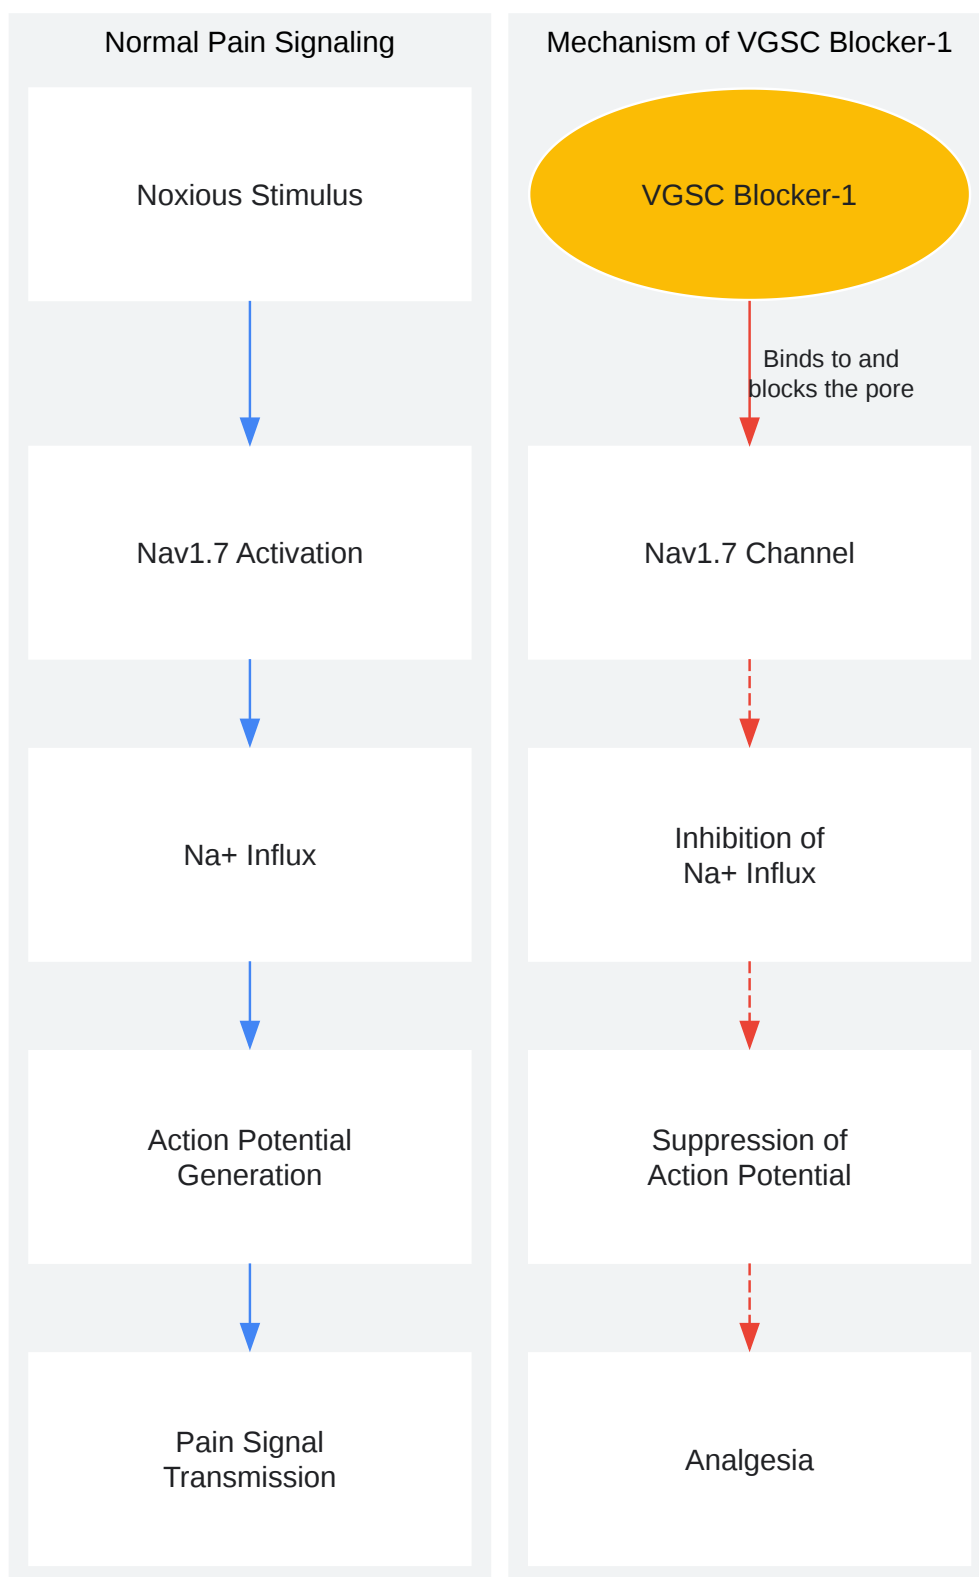 Normal Pain Signaling
Noxious Stimulus
Nav1.7 Activation
Na+ Influx
Action Potential
Generation
Pain Signal
Transmission
Mechanism of VGSC Blocker-1
VGSC Blocker-1
Binds to and
blocks the pore
Nav1.7 Channel
Inhibition of
Na+ Influx
Suppression of
Action Potential
Analgesia